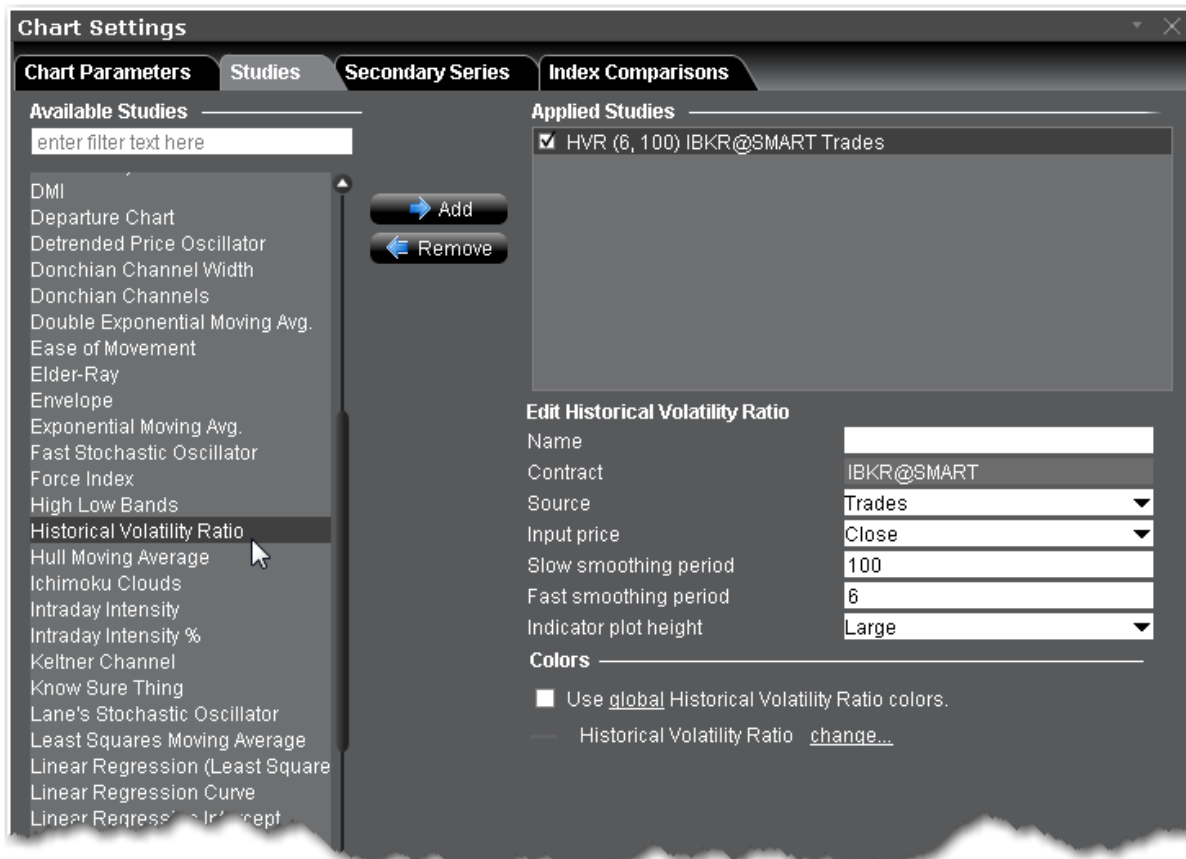 Chart Settings
Chart Parameters
Studies
Secondary Series
Index Comparisons
Available Studies
enter filter text here
DMI
Departure Chart
Detrended Price Oscillator
Donchian Channel Width
Donchian Channels
Double Exponential Moving Avg.
Ease of Movement
Elder-Ray
Envelope
Exponential Moving Avg.
Fast Stochastic Oscillator
Force Index
High Low Bands
Historical Volatility Ratio
Hull Moving Average
Ichimoku Clouds
Intraday Intensity
Intraday Intensity %
Keltner Channel
Know Sure Thing
Lane's Stochastic Oscillator
Least Squares Moving Average
Linear Regression (Least Square
Linear Regression Curve
Linear
Add
Remove
Applied Studies
HVR (6, 100) IBKR@SMART Trades
Edit Historical Volatility Ratio
Name
Contract IBKR@SMART
Source Trades
Input price Close
Slow smoothing period 100
Fast smoothing period 6
Indicator plot height Large
Colors
Use global Historical Volatility Ratio colors.
Historical Volatility Ratio change...